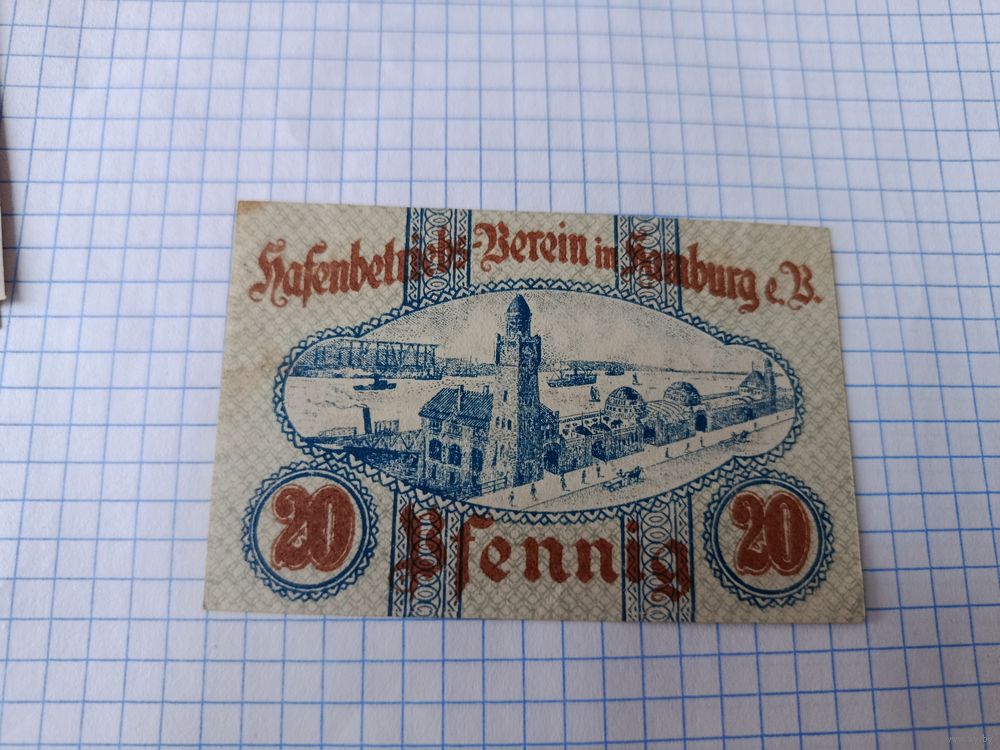 Hafenbetriebs-Verein in Hamburg e.V.
20 Pfennig 20